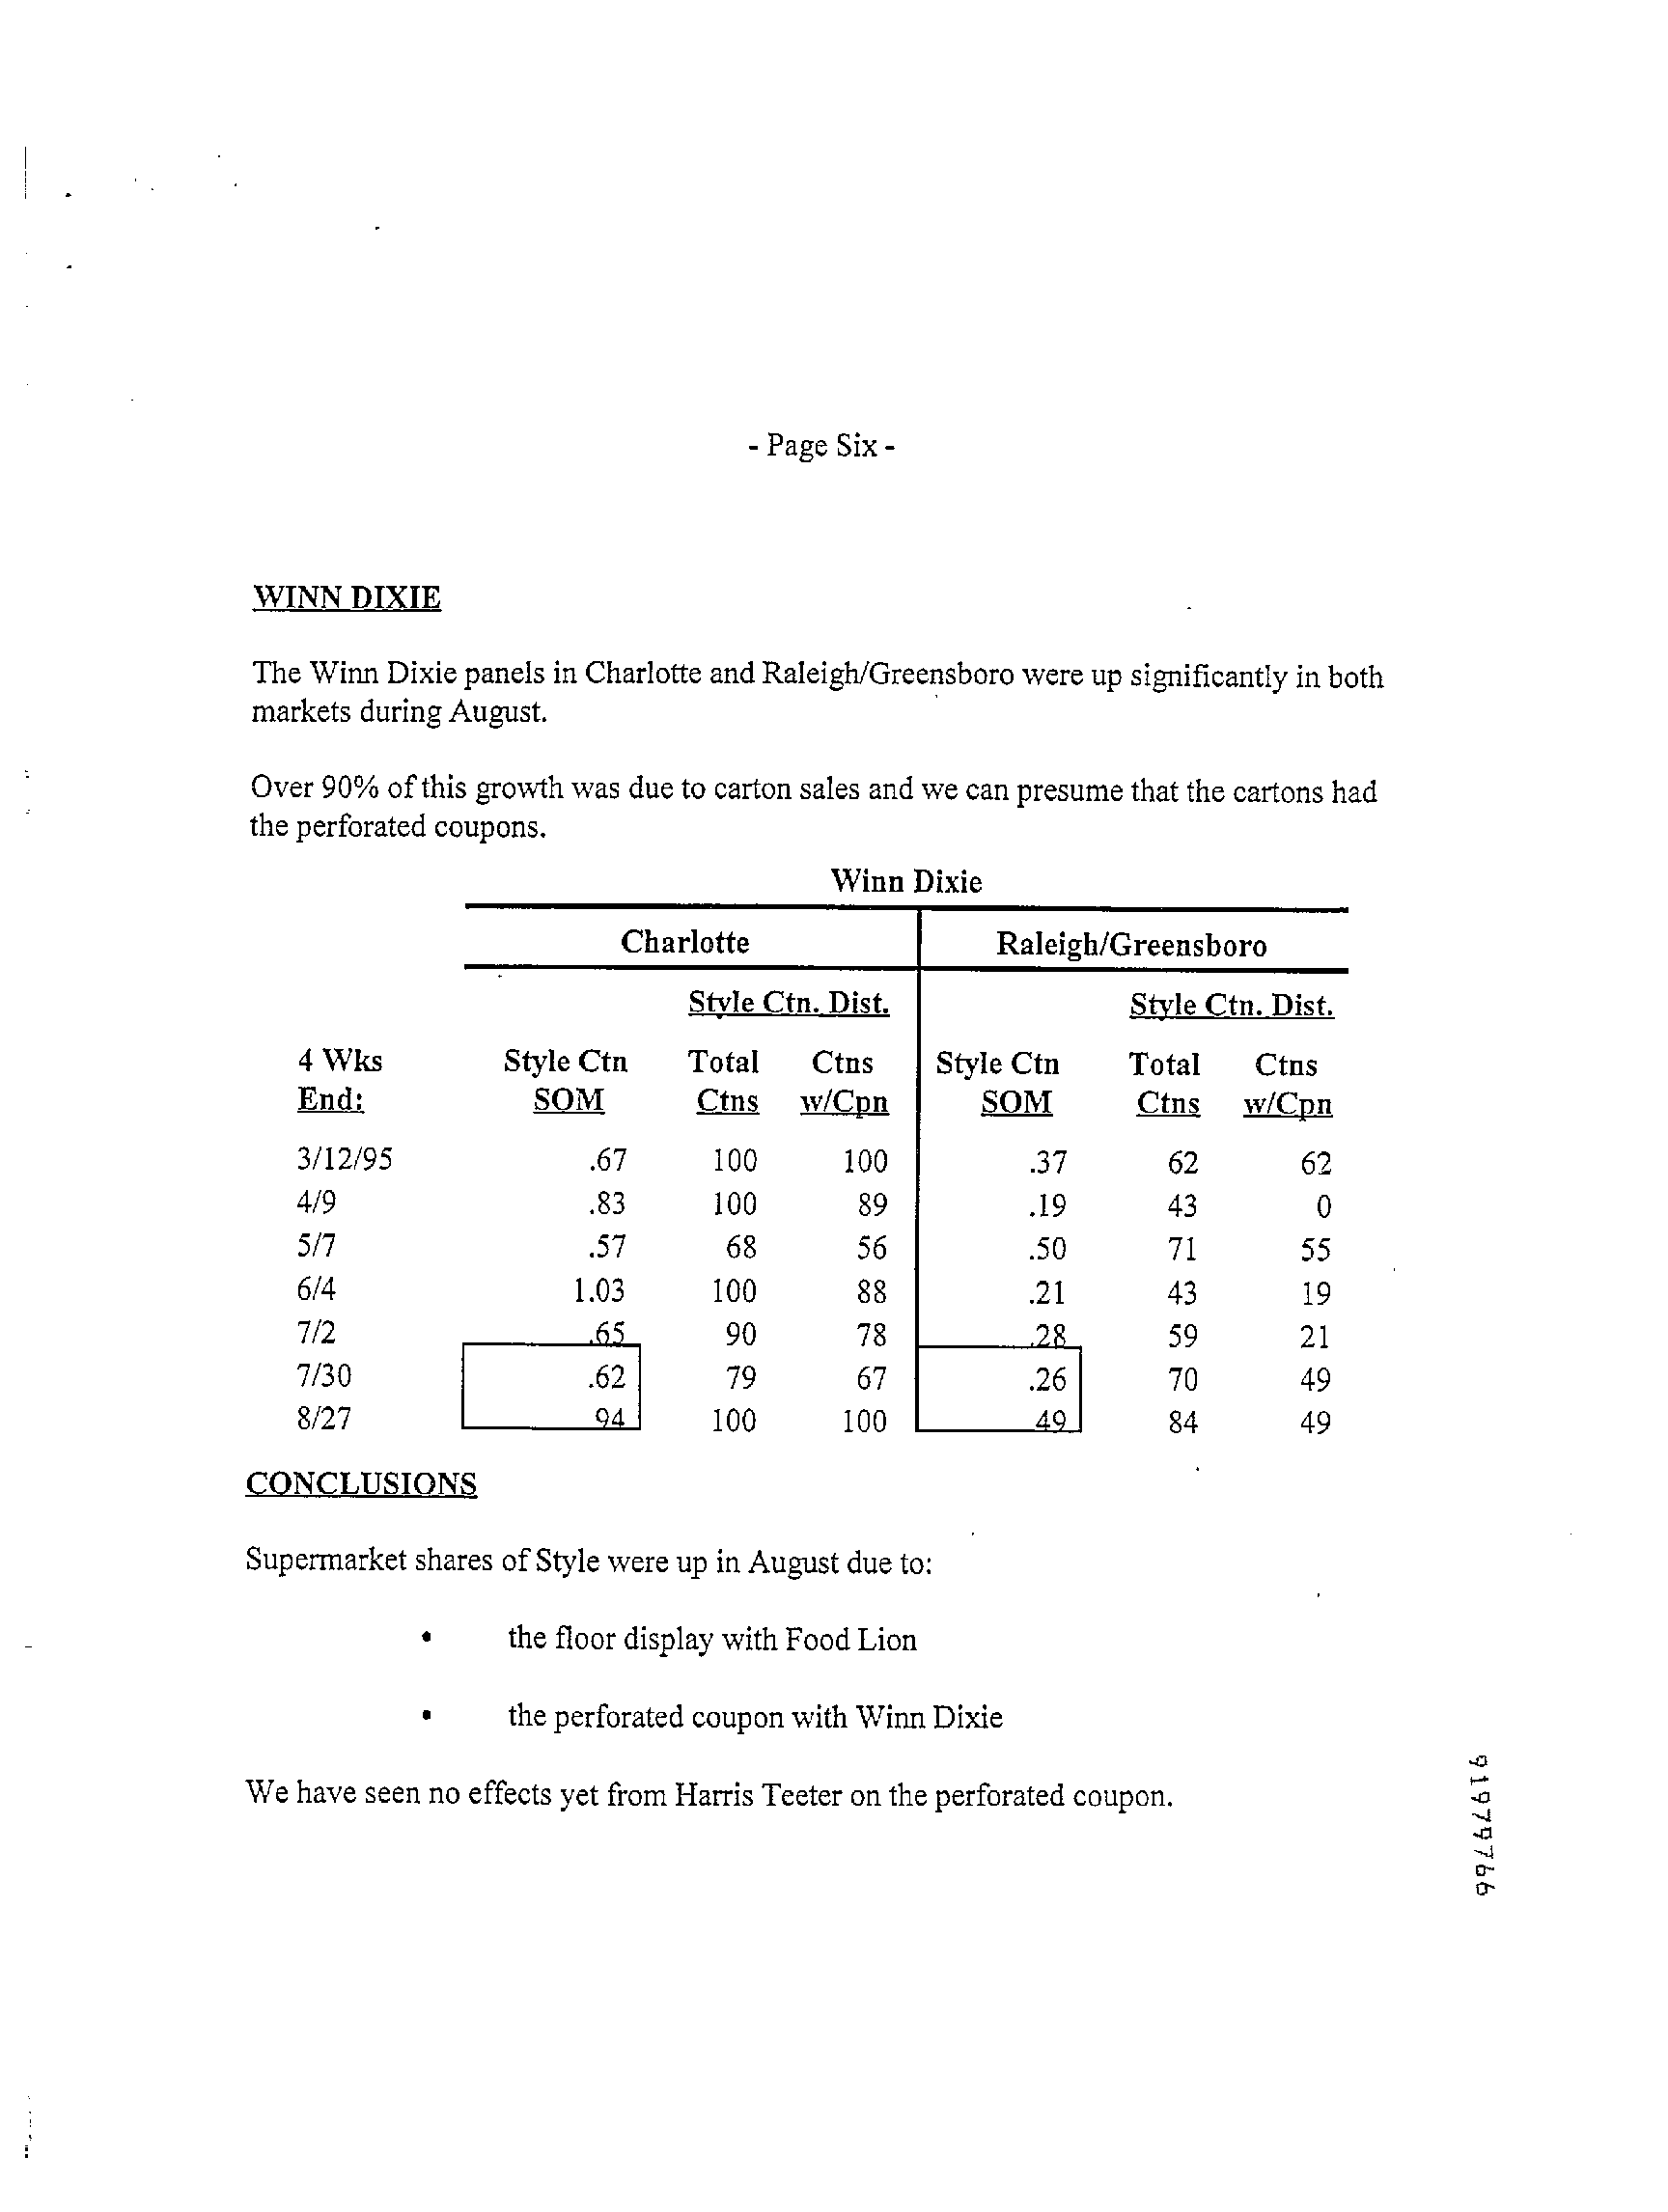 - Page Six -
WINN DIXIE
The Winn Dixie panels in Charlotte and Raleigh/Greensboro were up significantly in both
markets during August.
Over 90% of this growth was due to carton sales and we can presume that the cartons had
the perforated coupons.
Winn Dixie
Charlotte Raleigh/Greensboro
Style Ctn. Dist. Style Ctn. Dist.
4 Wks Style Ctn Total Ctns Style Ctn Total Ctns
End: SOM Ctns w/Cpn SOM Ctns w/Cpn
3/12/95 .67 100 100 .37 62 62
4/9 .83 100 89 .19 43 0
5/7 .57 68 56 .50 71 55
6/4 1.03 100 88 .21 43 19
7/2 .65 90 78 .28 59 21
7/30 .62 79 67 .26 70 49
8/27 94 100 100 49 84 49
CONCLUSIONS
Supermarket shares of Style were up in August due to:
• the floor display with Food Lion
• the perforated coupon with Winn Dixie
We have seen no effects yet from Harris Teeter on the perforated coupon.
91979766